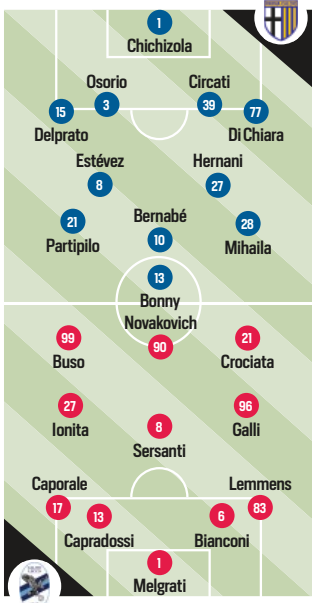 1
Chichizola
Osorio
Circati
15
3
39
77
Delprato
Di Chiara
Estévez
Hernani
8
27
21
Bernabé
28
Partipilo
10
Mihaila
13
Bonny
Novakovich
99
90
21
Buso
Crociata
27
96
Ionita
8
Galli
Sersanti
Caporale
Lemmens
17
13
6
83
Capradossi
Bianconi
1
Melgrati